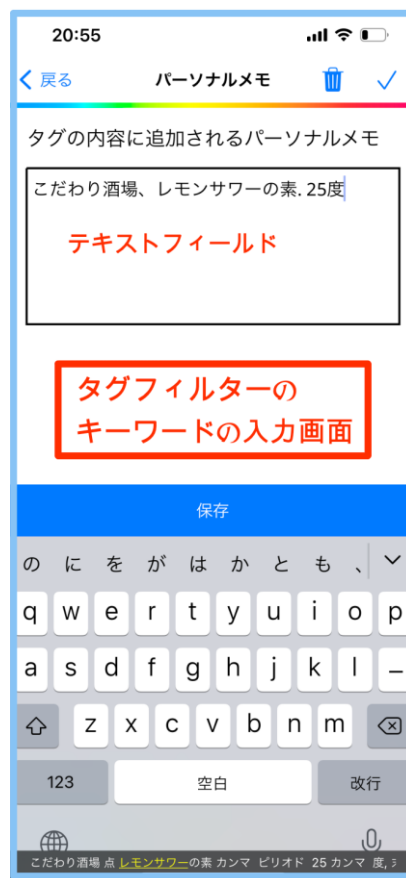 20:55
戻る パーソナルメモ
タグの内容に追加されるパーソナルメモ
こだわり酒場、レモンサワーの素. 25度
テキストフィールド
タグフィルターの
キーワードの入力画面
保存
の に を が は か と も 、
q w e r t y u i o p
a s d f g h j k l ー
z x c v b n m
123 空白 改行
こだわり酒場 点 レモンサワーの素 カンマ ピリオド 25 カンマ 度,